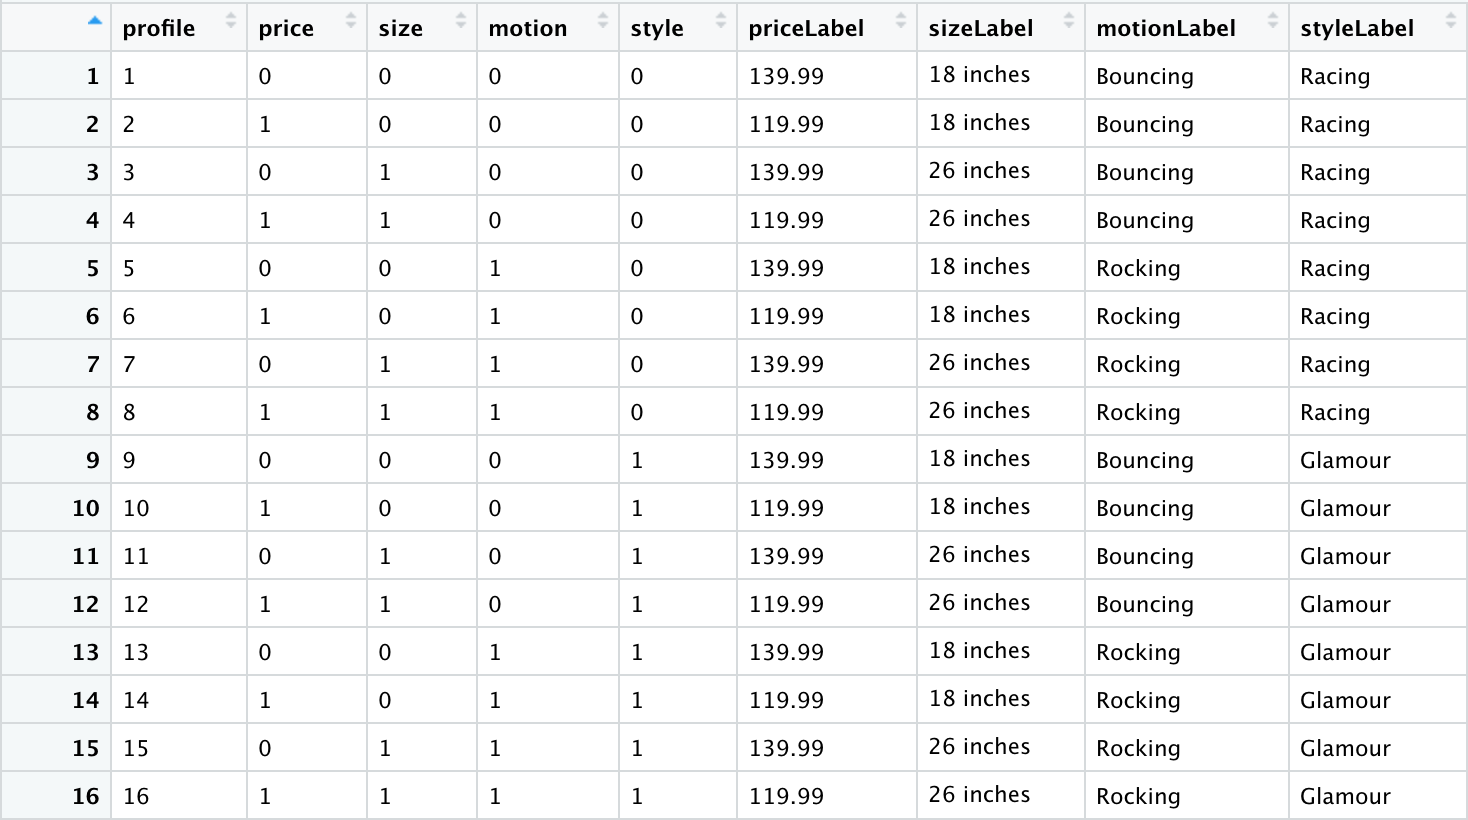 profile price size motion style priceLabel sizeLabel motionLabel styleLabel
1 1 0 0 0 0 139.99 18 inches Bouncing Racing
2 2 1 0 0 0 119.99 18 inches Bouncing Racing
3 3 0 1 0 0 139.99 26 inches Bouncing Racing
4 4 1 1 0 0 119.99 26 inches Bouncing Racing
5 5 0 0 1 0 139.99 18 inches Rocking Racing
6 6 1 0 1 0 119.99 18 inches Rocking Racing
7 7 0 1 1 0 139.99 26 inches Rocking Racing
8 8 1 1 1 0 119.99 26 inches Rocking Racing
9 9 0 0 0 1 139.99 18 inches Bouncing Glamour
10 10 1 0 0 1 119.99 18 inches Bouncing Glamour
11 11 0 1 0 1 139.99 26 inches Bouncing Glamour
12 12 1 1 0 1 119.99 26 inches Bouncing Glamour
13 13 0 0 1 1 139.99 18 inches Rocking Glamour
14 14 1 0 1 1 119.99 18 inches Rocking Glamour
15 15 0 1 1 1 139.99 26 inches Rocking Glamour
16 16 1 1 1 1 119.99 26 inches Rocking Glamour